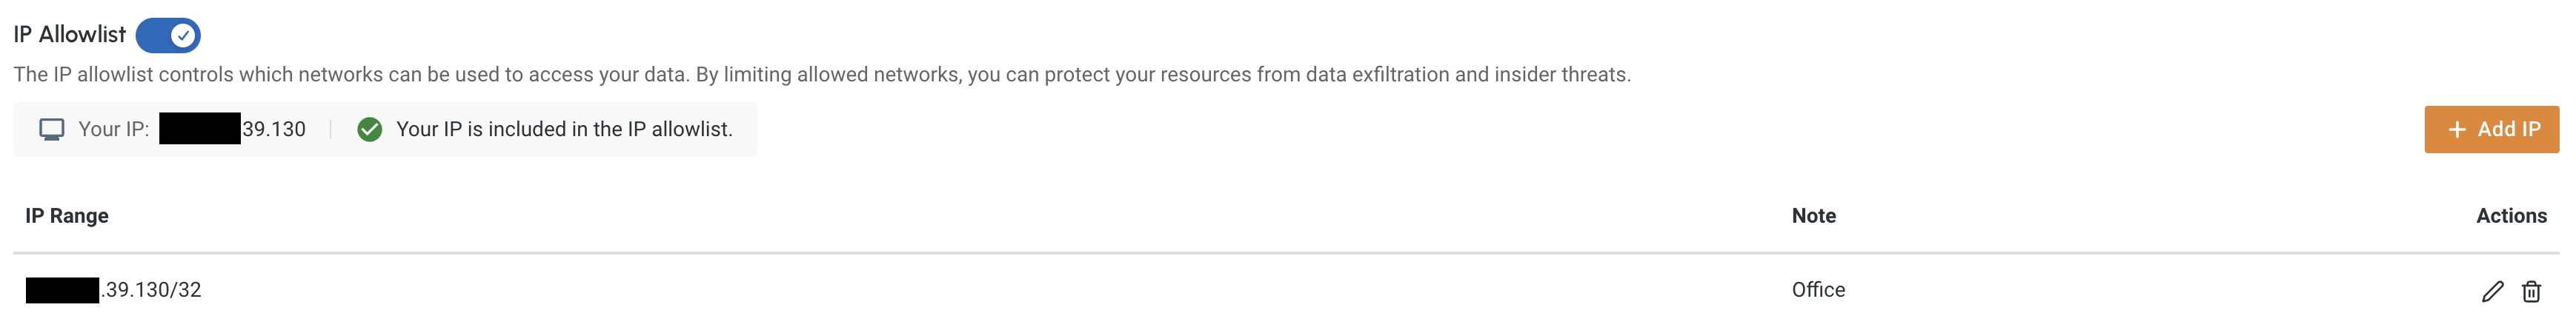 IP Allowlist
The IP allowlist controls which networks can be used to access your data. By limiting allowed networks, you can protect your resources from data exfiltration and insider threats.
Your IP: 39.130 Your IP is included in the IP allowlist.
+ Add IP
IP Range Note Actions
.39.130/32 Office